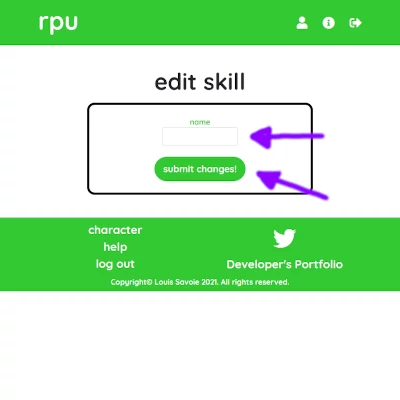 rpu
edit skill
name
submit changes!
character
help
log out
Developer's Portfolio
Copyright© Louis Savoie 2021. All rights reserved.